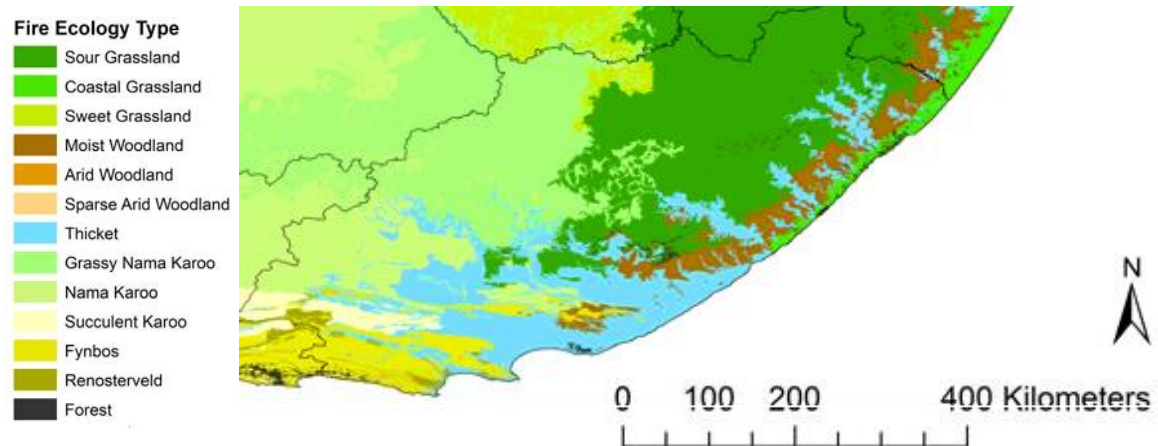 Fire Ecology Type
Sour Grassland
Coastal Grassland
Sweet Grassland
Moist Woodland
Arid Woodland
Sparse Arid Woodland
Thicket
Grassy Nama Karoo
Nama Karoo
Succulent Karoo
Fynbos
Renosterveld
Forest
N
0 100 200 400 Kilometers